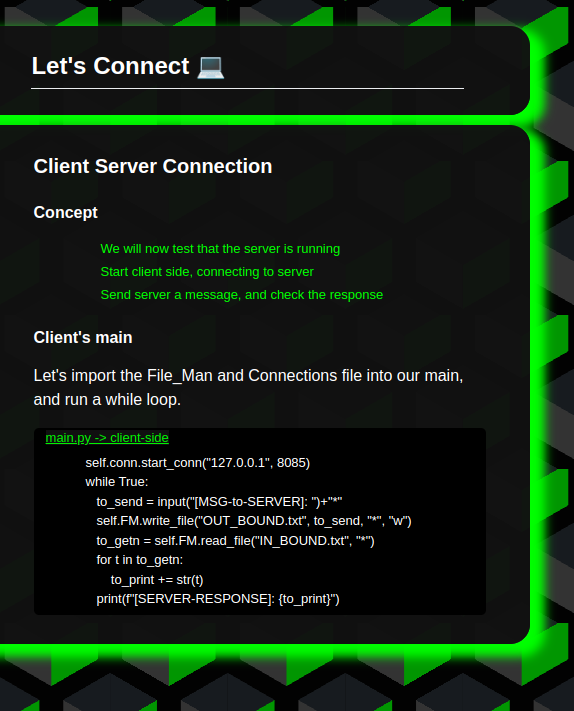 Let's Connect 💻
Client Server Connection
Concept
We will now test that the server is running
Start client side, connecting to server
Send server a message, and check the response
Client's main
Let's import the File_Man and Connections file into our main,
and run a while loop.
main.py -> client-side
self.conn.start_conn("127.0.0.1", 8085)
while True:
to_send = input("[MSG-to-SERVER]: ")+"*"
self.FM.write_file("OUT_BOUND.txt", to_send, "*", "w")
to_getn = self.FM.read_file("IN_BOUND.txt", "*")
for t in to_getn:
to_print += str(t)
print(f"[SERVER-RESPONSE]: {to_print}")